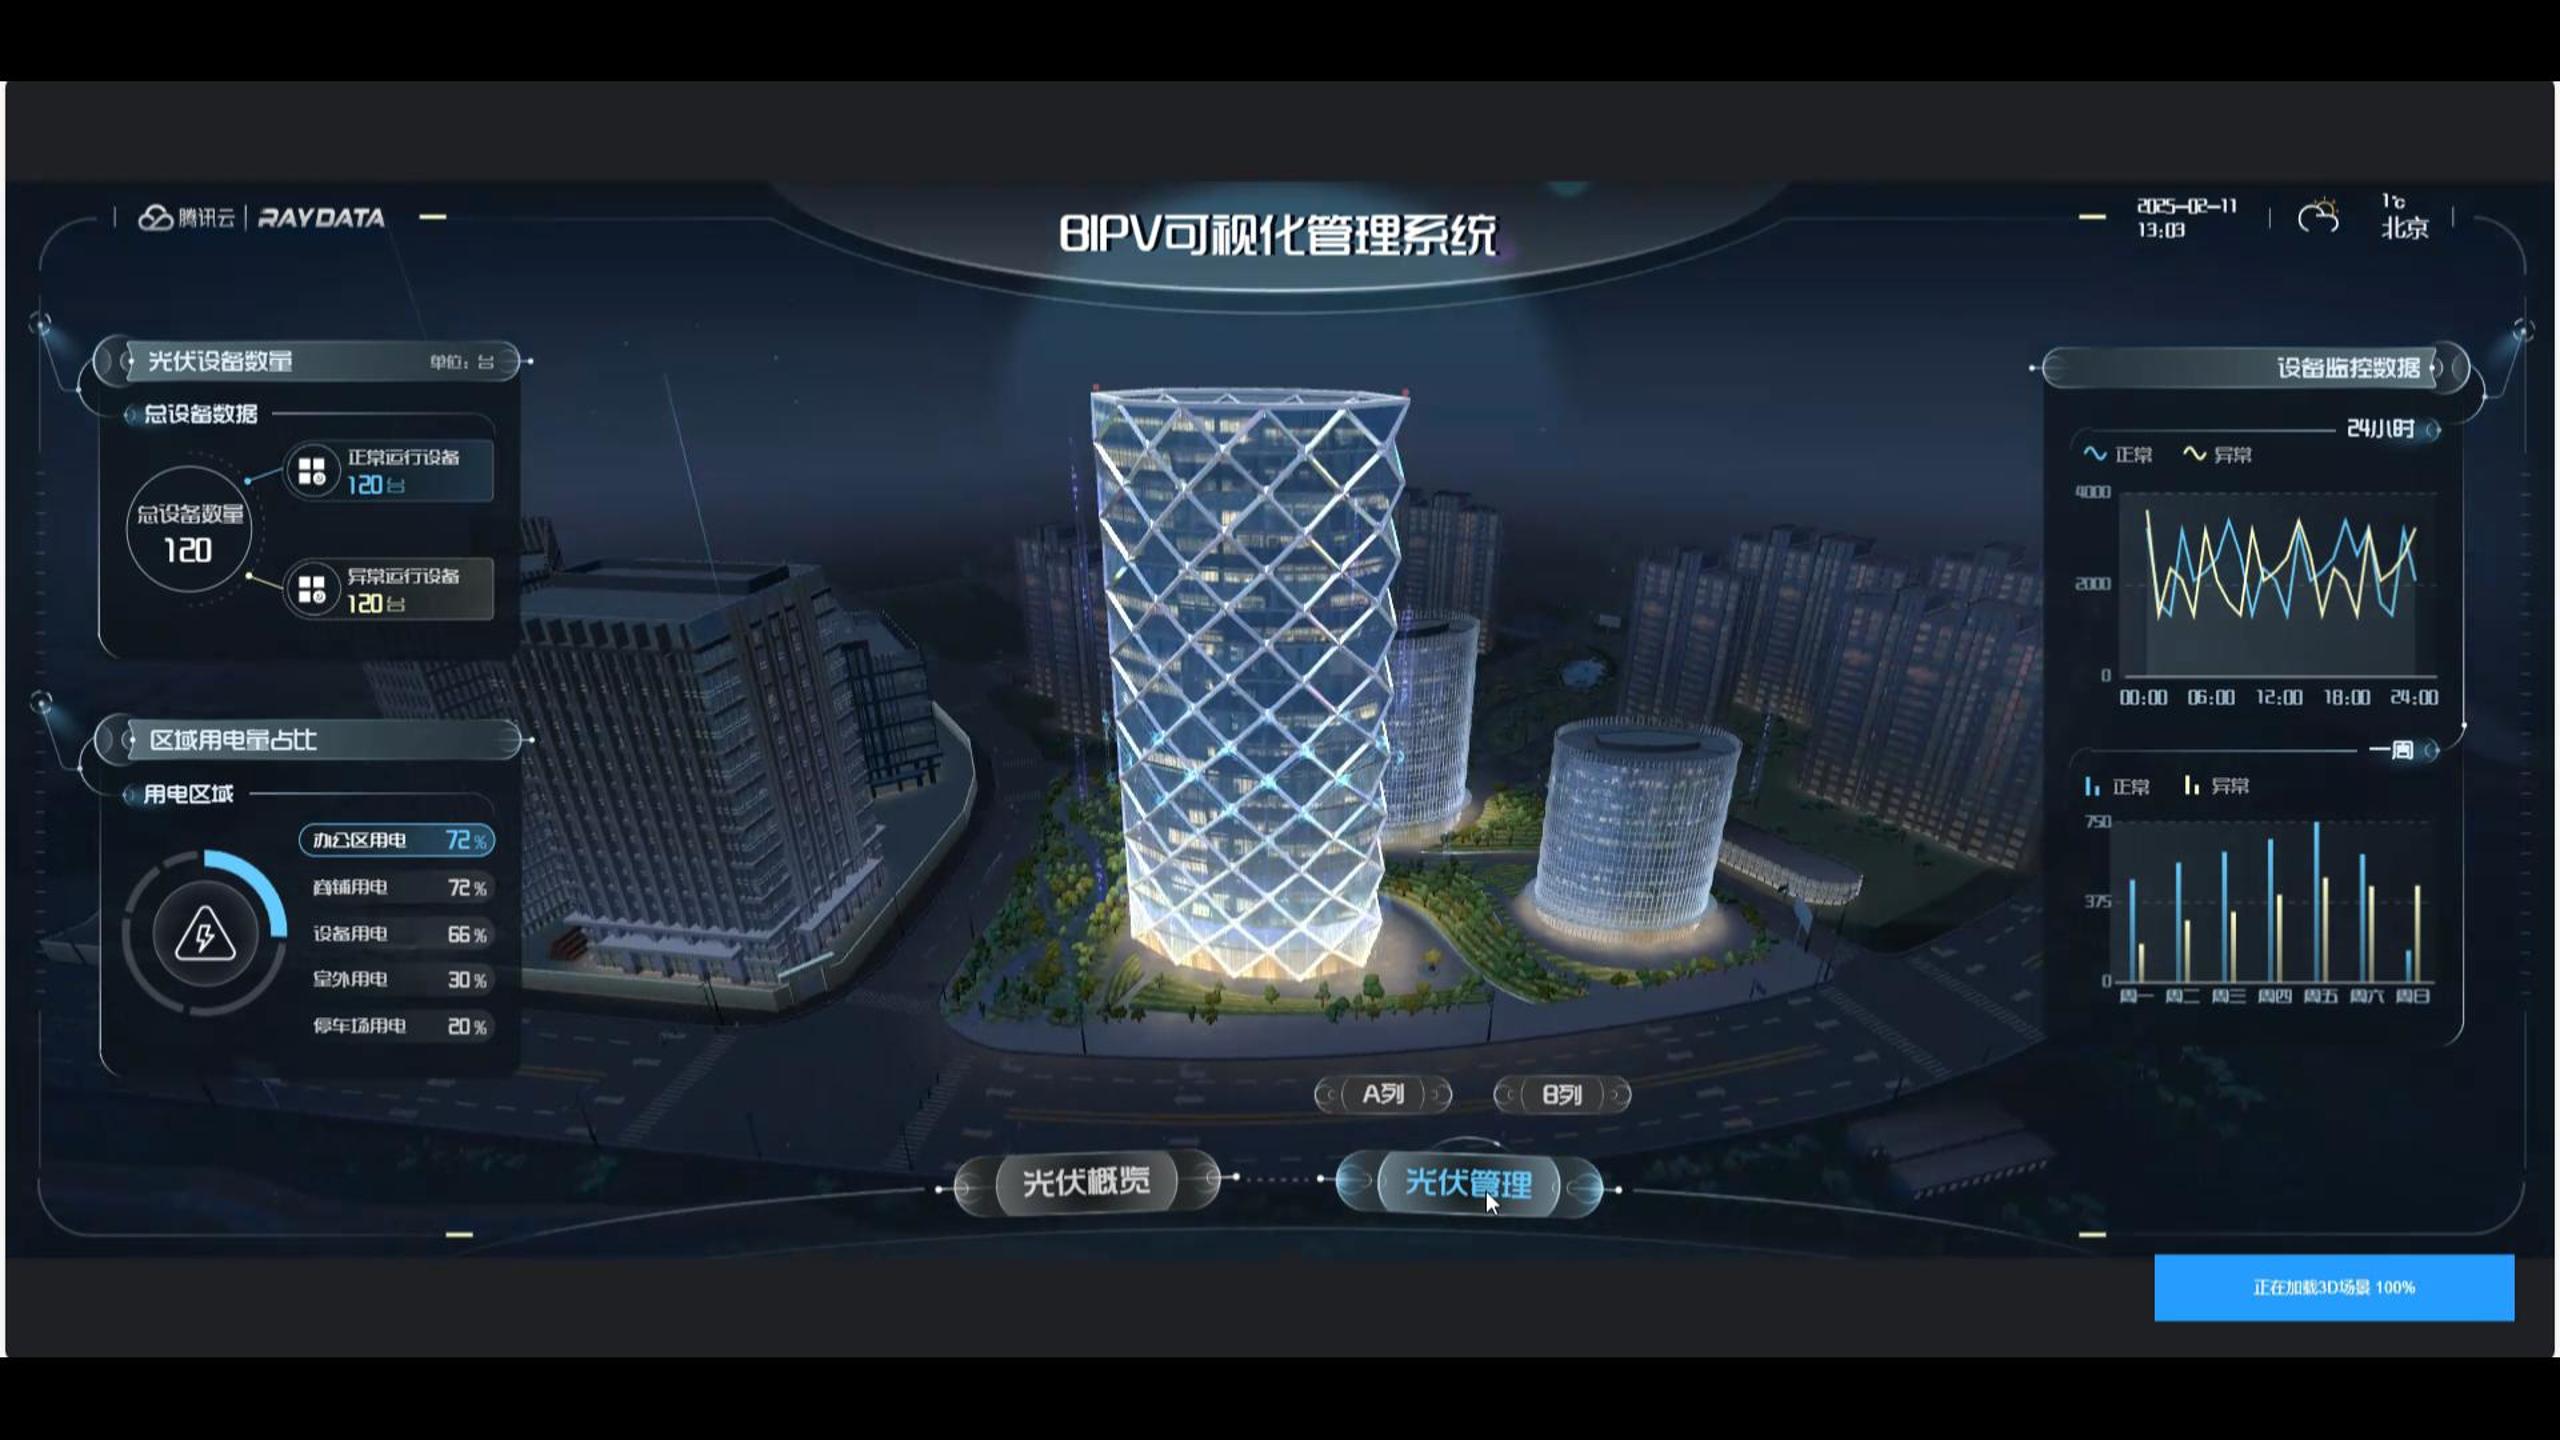 腾讯云 | RAYDATA
BIPV可视化管理系统
2025-02-11
13:03
1℃
北京
光伏设备数量
单位：台
总设备数据
总设备数量
120
正常运行设备
120台
异常运行设备
120台
区域用电量占比
用电区域
办公区用电 72%
商铺用电 72%
设备用电 66%
室外用电 30%
停车场用电 20%
设备监控数据
24小时
正常 异常
4000
2000
0
00:00 06:00 12:00 18:00 24:00
一周
正常 异常
750
375
0
周一 周二 周三 周四 周五 周六 周日
A列 B列
光伏概览 光伏管理
正在加载3D场景 100%